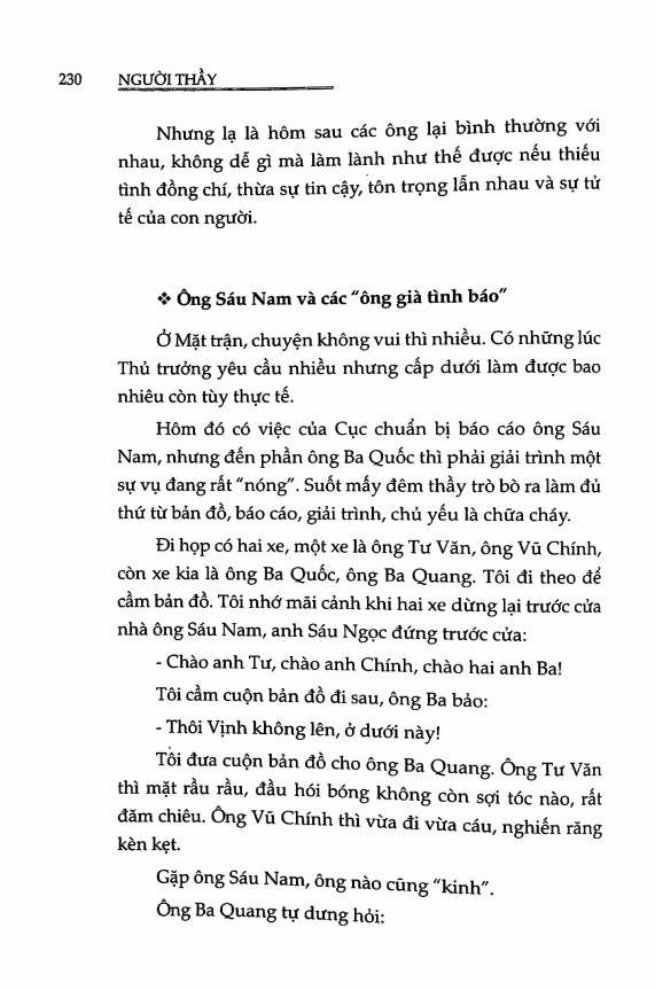 230 NGƯỜI THẦY
Nhưng lạ là hôm sau các ông lại bình thường với
nhau, không dễ gì mà làm lành như thế được nếu thiếu
tình đồng chí, thừa sự tin cậy, tôn trọng lẫn nhau và sự tử
tế của con người.
❖ Ông Sáu Nam và các "ông già tình báo"
Ở Mặt trận, chuyện không vui thì nhiều. Có những lúc
Thủ trưởng yêu cầu nhiều nhưng cấp dưới làm được bao
nhiêu còn tùy thực tế.
Hôm đó có việc của Cục chuẩn bị báo cáo ông Sáu
Nam, nhưng đến phần ông Ba Quốc thì phải giải trình một
sự vụ đang rất "nóng". Suốt mấy đêm thầy trò bò ra làm đủ
thứ từ bản đồ, báo cáo, giải trình, chủ yếu là chữa cháy.
Đi họp có hai xe, một xe là ông Tư Văn, ông Vũ Chính,
còn xe kia là ông Ba Quốc, ông Ba Quang. Tôi đi theo để
cầm bản đồ. Tôi nhớ mãi cảnh khi hai xe dừng lại trước cửa
nhà ông Sáu Nam, anh Sáu Ngọc đứng trước cửa:
- Chào anh Tư, chào anh Chính, chào hai anh Ba!
Tôi cầm cuộn bản đồ đi sau, ông Ba bảo:
- Thôi Vịnh không lên, ở dưới này!
Tôi đưa cuộn bản đồ cho ông Ba Quang. Ông Tư Văn
thì mặt rầu rầu, đầu hói bóng không còn sợi tóc nào, rất
đăm chiêu. Ông Vũ Chính thì vừa đi vừa cáu, nghiến răng
kèn kẹt.
Gặp ông Sáu Nam, ông nào cũng "kinh".
Ông Ba Quang tự dưng hỏi: